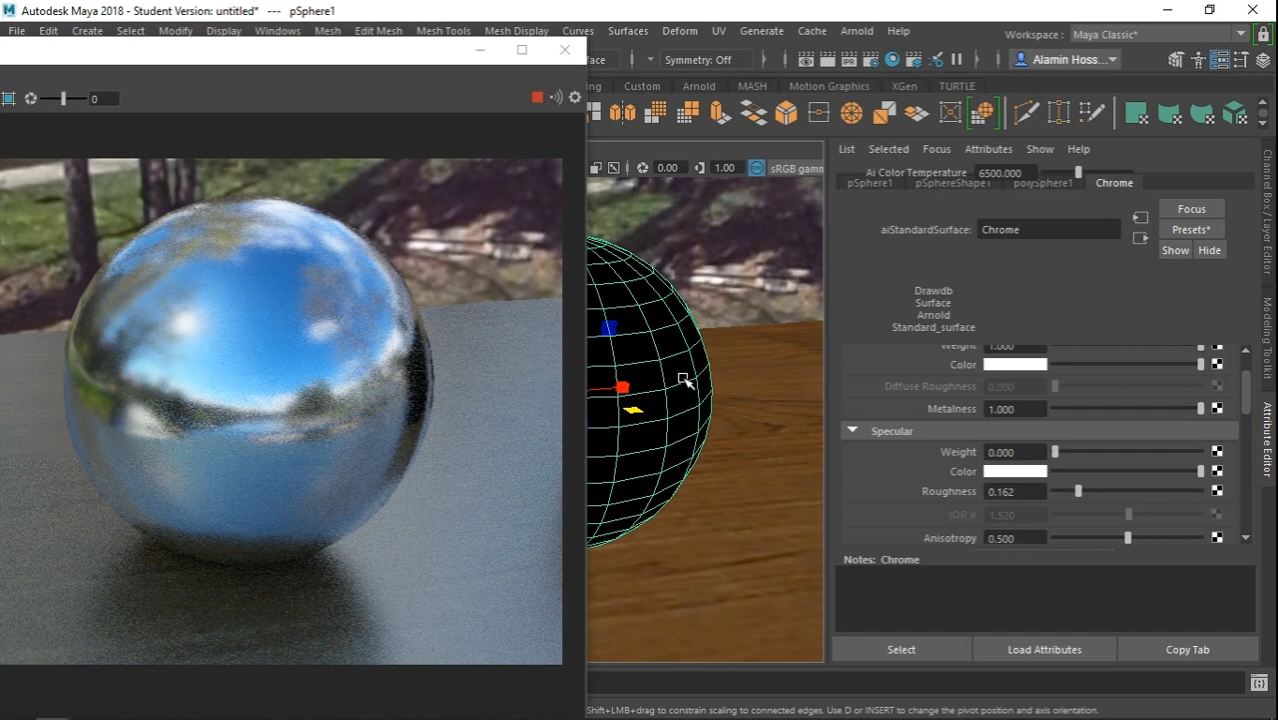 Autodesk Maya 2018 - Student Version: untitled* --- pSphere1
File Edit Create Select Modify Display Windows Mesh Edit Mesh Mesh Tools Mesh Display Curves Surfaces Deform UV Generate Cache Arnold Help
Workspace : Maya Classic*
Symmetry: Off
Alamin Hoss...
Custom Arnold MASH Motion Graphics XGen TURTLE
0
0.00 1.00 sRGB gamm
List Selected Focus Attributes Show Help
Ai Color Temperature 6500.000
pSphere1 pSphereShape1 polySphere1 Chrome
Focus
aiStandardSurface: Chrome
Presets*
Show Hide
Drawdb
Surface
Arnold
Standard_surface
Weight 1.000
Color
Diffuse Roughness 0.000
Metalness 1.000
Specular
Weight 0.000
Color
Roughness 0.162
IOR = 1.520
Anisotropy 0.500
Notes: Chrome
Select Load Attributes Copy Tab
Channel Box / Layer Editor
Modeling Toolkit
Attribute Editor
Shift+LMB+drag to constrain scaling to connected edges. Use D or INSERT to change the pivot position and axis orientation.